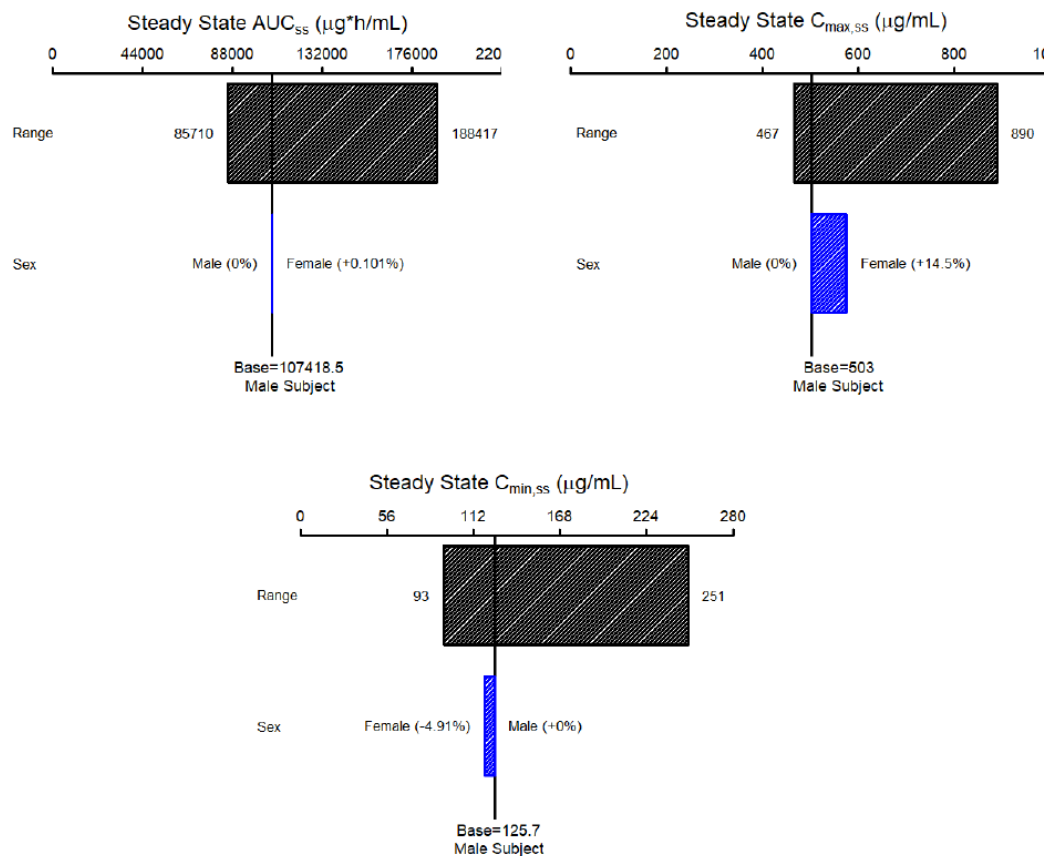 Steady State AUCss (μg*h/mL)
0 44000 88000 132000 176000 220
Range 85710 188417
Sex Male (0%) Female (+0.101%)
Base=107418.5
Male Subject
Steady State Cmax,ss (μg/mL)
0 200 400 600 800 100
467 890
Male (0%) Female (+14.5%)
Base=503
Male Subject
Steady State Cmin,ss (μg/mL)
0 56 112 168 224 280
Range 93 251
Sex Female (-4.91%) Male (+0%)
Base=125.7
Male Subject